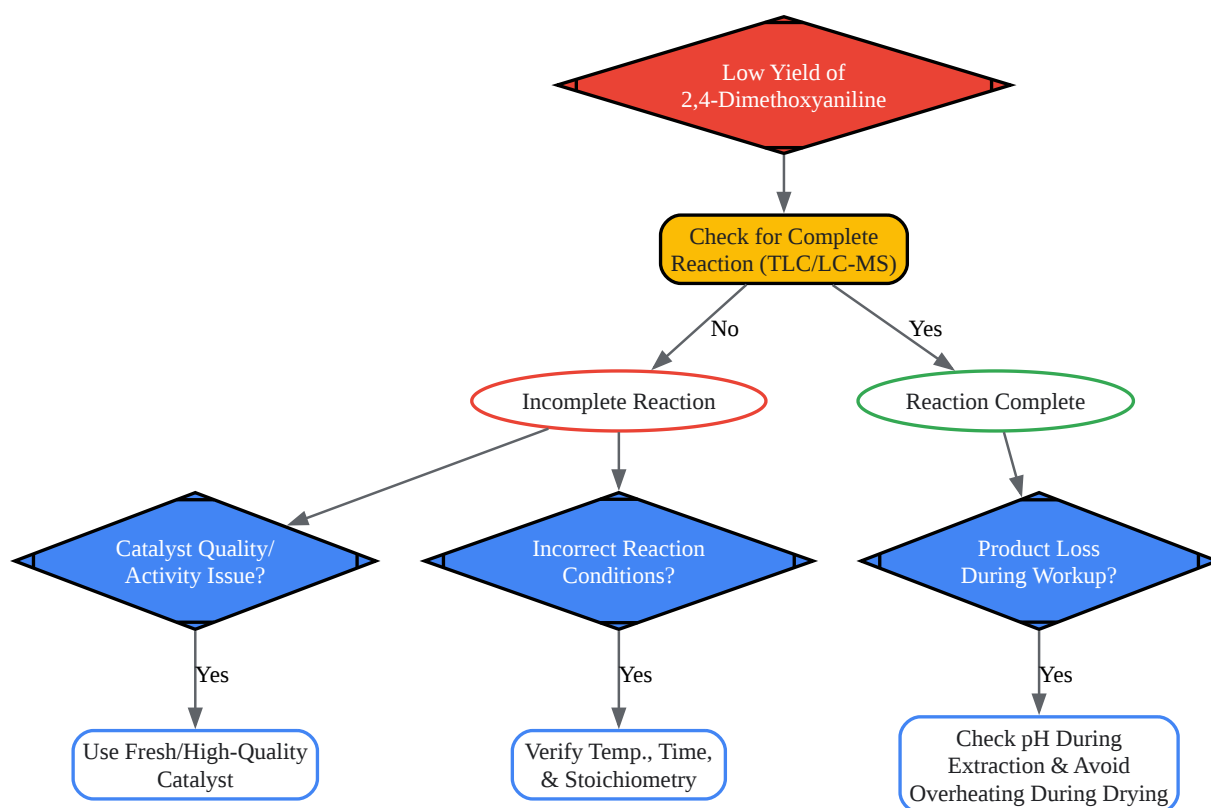 Low Yield of
2,4-Dimethoxyaniline
Check for Complete
Reaction (TLC/LC-MS)
No
Yes
Incomplete Reaction
Reaction Complete
Catalyst Quality/
Activity Issue?
Incorrect Reaction
Conditions?
Product Loss
During Workup?
Yes
Yes
Yes
Use Fresh/High-Quality
Catalyst
Verify Temp., Time,
& Stoichiometry
Check pH During
Extraction & Avoid
Overheating During Drying